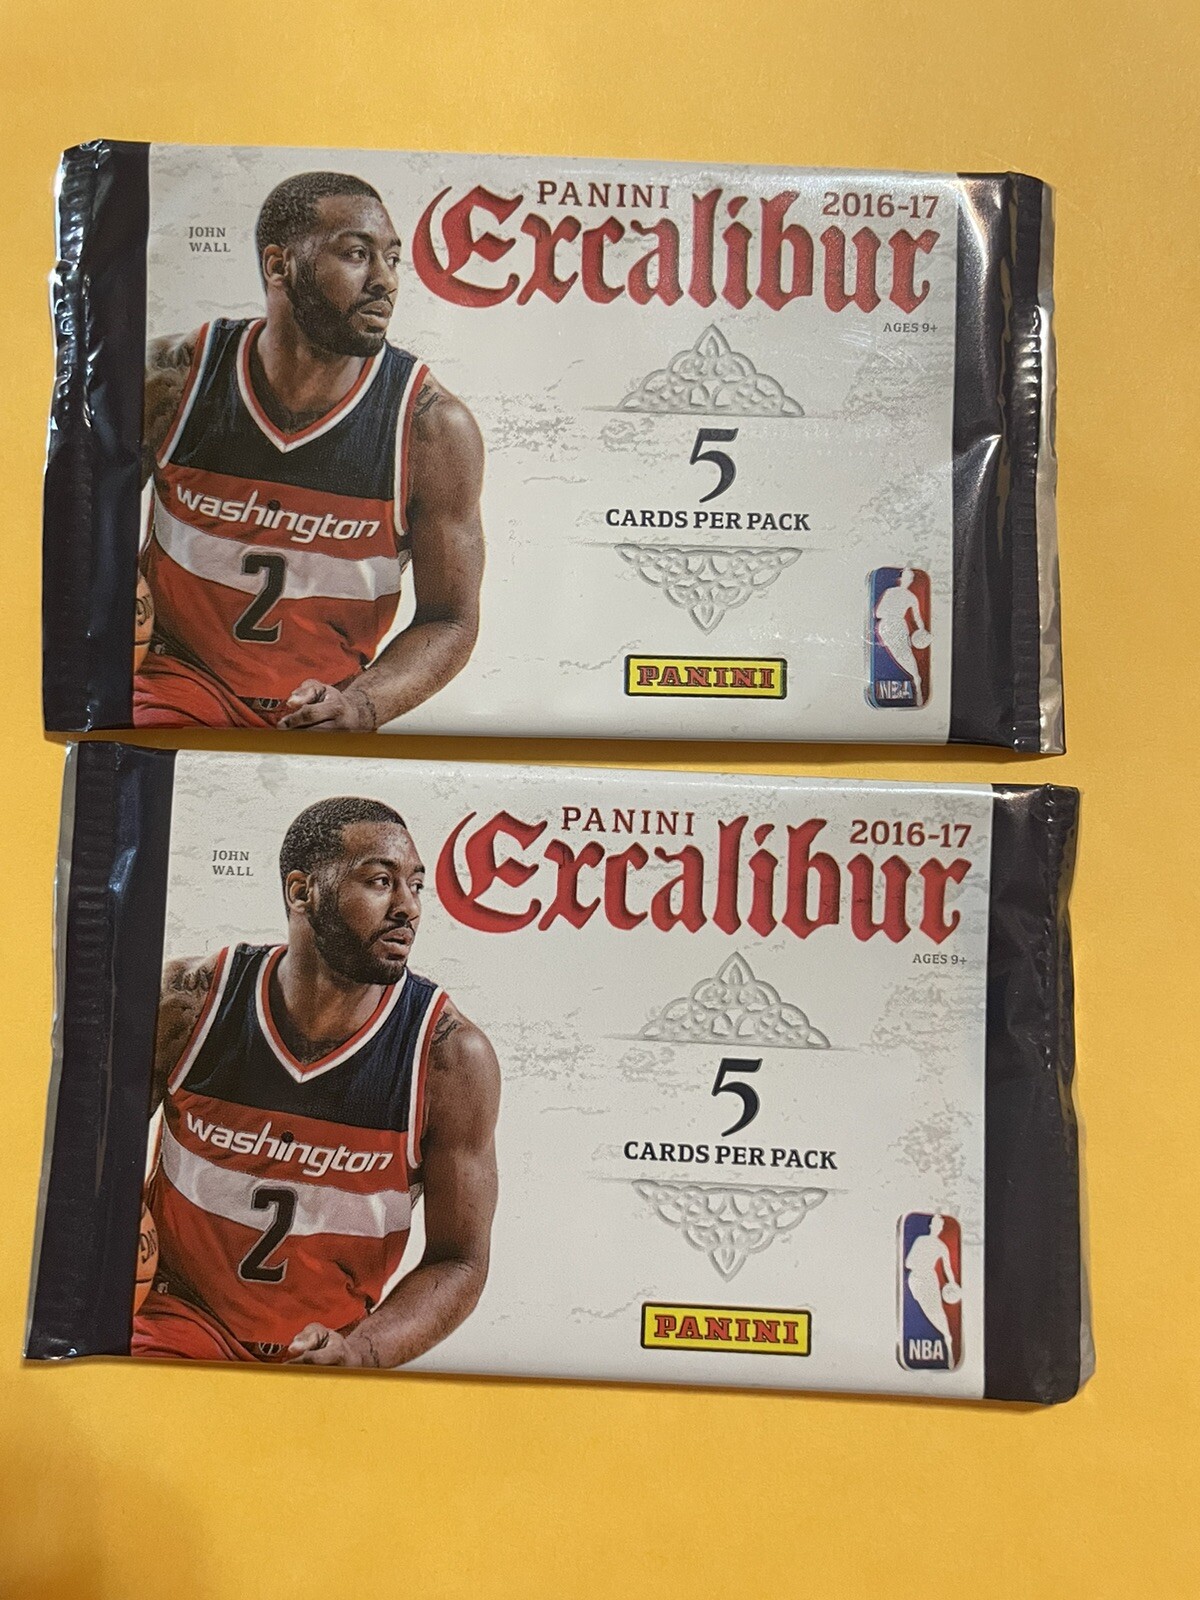 JOHN
WALL
PANINI
2016-17
Excalibur
AGES 9+
5
CARDS PER PACK
washington
2
PANINI
NBA
JOHN
WALL
PANINI
2016-17
Excalibur
AGES 9+
5
CARDS PER PACK
washington
2
PANINI
NBA